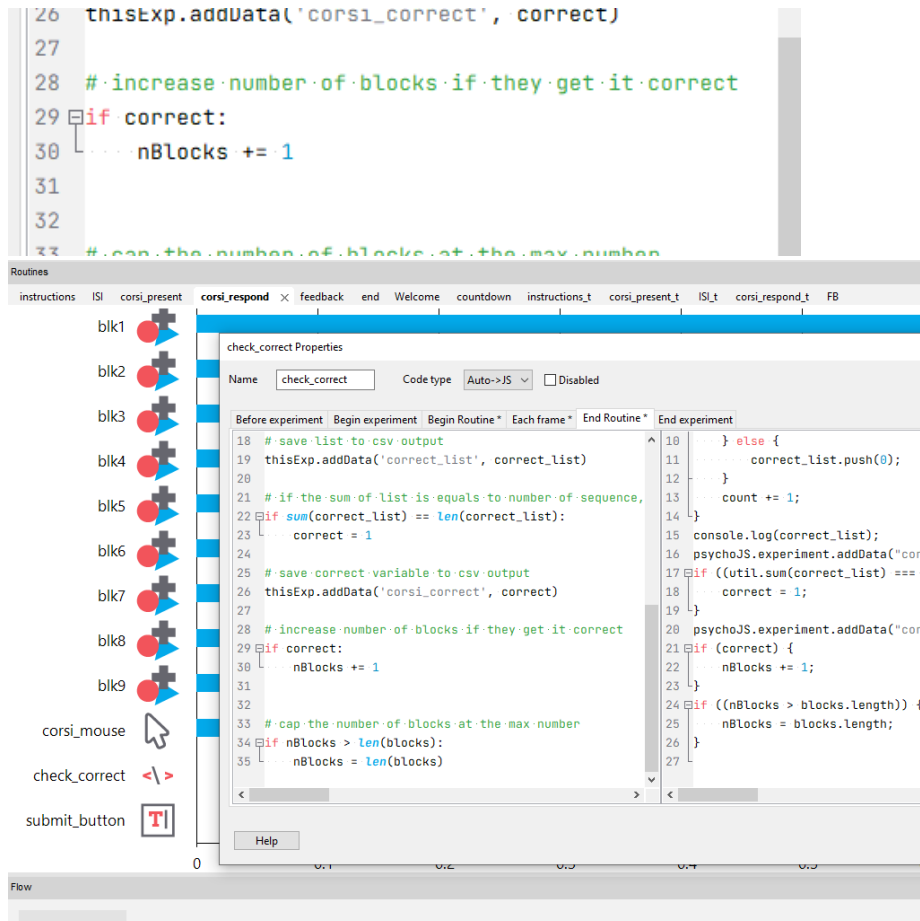 26 thisExp.addData('corsi_correct', correct)
27
28 # increase number of blocks if they get it correct
29 if correct:
30 nBlocks += 1
31
32
33 # cap the number of blocks at the max number
Routines
instructions ISI corsi_present corsi_respond × feedback end Welcome countdown instructions_t corsi_present_t ISI_t corsi_respond_t FB
blk1
blk2
blk3
blk4
blk5
blk6
blk7
blk8
blk9
corsi_mouse
check_correct
submit_button
check_correct Properties
Name check_correct Code type Auto->JS Disabled
Before experiment Begin experiment Begin Routine * Each frame * End Routine * End experiment
18 # save list to csv output
19 thisExp.addData('correct_list', correct_list)
20
21 # if the sum of list is equals to number of sequence,
22 if sum(correct_list) == len(correct_list):
23 correct = 1
24
25 # save correct variable to csv output
26 thisExp.addData('corsi_correct', correct)
27
28 # increase number of blocks if they get it correct
29 if correct:
30 nBlocks += 1
31
32
33 # cap the number of blocks at the max number
34 if nBlocks > len(blocks):
35 nBlocks = len(blocks)
10 } else {
11 correct_list.push(0);
12 }
13 count += 1;
14 }
15 console.log(correct_list);
16 psychoJS.experiment.addData("cor
17 if ((util.sum(correct_list) ===
18 correct = 1;
19 }
20 psychoJS.experiment.addData("cor
21 if (correct) {
22 nBlocks += 1;
23 }
24 if ((nBlocks > blocks.length)) {
25 nBlocks = blocks.length;
26 }
27
Help
0
Flow